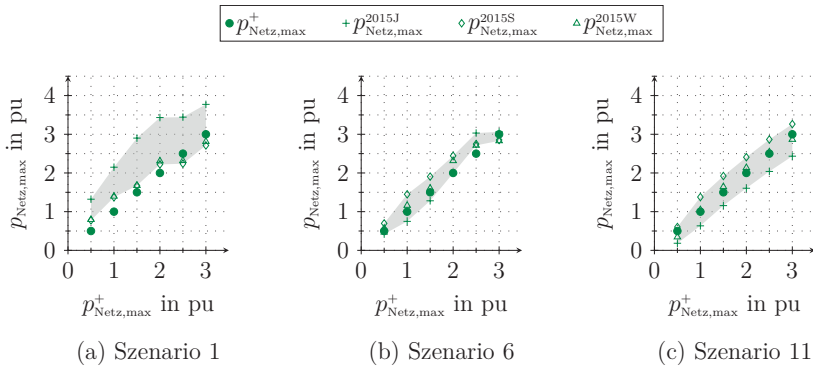 p⁺Netz,max p²⁰¹⁵ᴶNetz,max p²⁰¹⁵ˢNetz,max p²⁰¹⁵ᵂNetz,max
4
3
2
1
0
0 1 2 3
pNetz,max in pu
p⁺Netz,max in pu
(a) Szenario 1
4
3
2
1
0
0 1 2 3
pNetz,max in pu
p⁺Netz,max in pu
(b) Szenario 6
4
3
2
1
0
0 1 2 3
pNetz,max in pu
p⁺Netz,max in pu
(c) Szenario 11